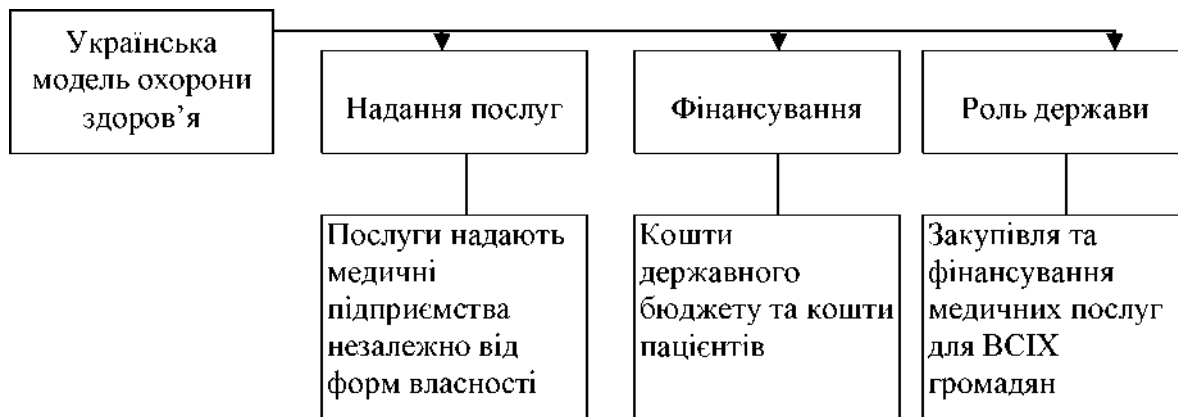 Українська
модель охорони
здоров’я
Надання послуг
Фінансування
Роль держави
Послуги надають
медичні
підприємства
незалежно від
форм власності
Кошти
державного
бюджету та кошти
пацієнтів
Закупівля та
фінансування
медичних послуг
для ВСІХ
громадян